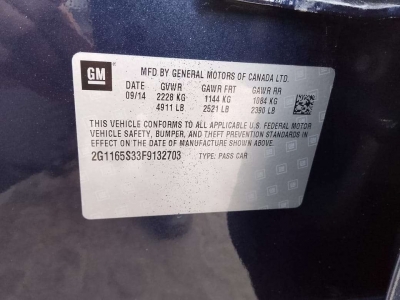 GM
MFD. BY GENERAL MOTORS OF CANADA LTD.
DATE GVWR GAWR FRT GAWR RR
09/14 2228 KG 1144 KG 1084 KG
4911 LB 2521 LB 2390 LB
THIS VEHICLE CONFORMS TO ALL APPLICABLE U.S. FEDERAL MOTOR
VEHICLE SAFETY, BUMPER, AND THEFT PREVENTION STANDARDS IN
EFFECT ON THE DATE OF MANUFACTURE SHOWN ABOVE.
2G1165S33F9132703 TYPE: PASS CAR